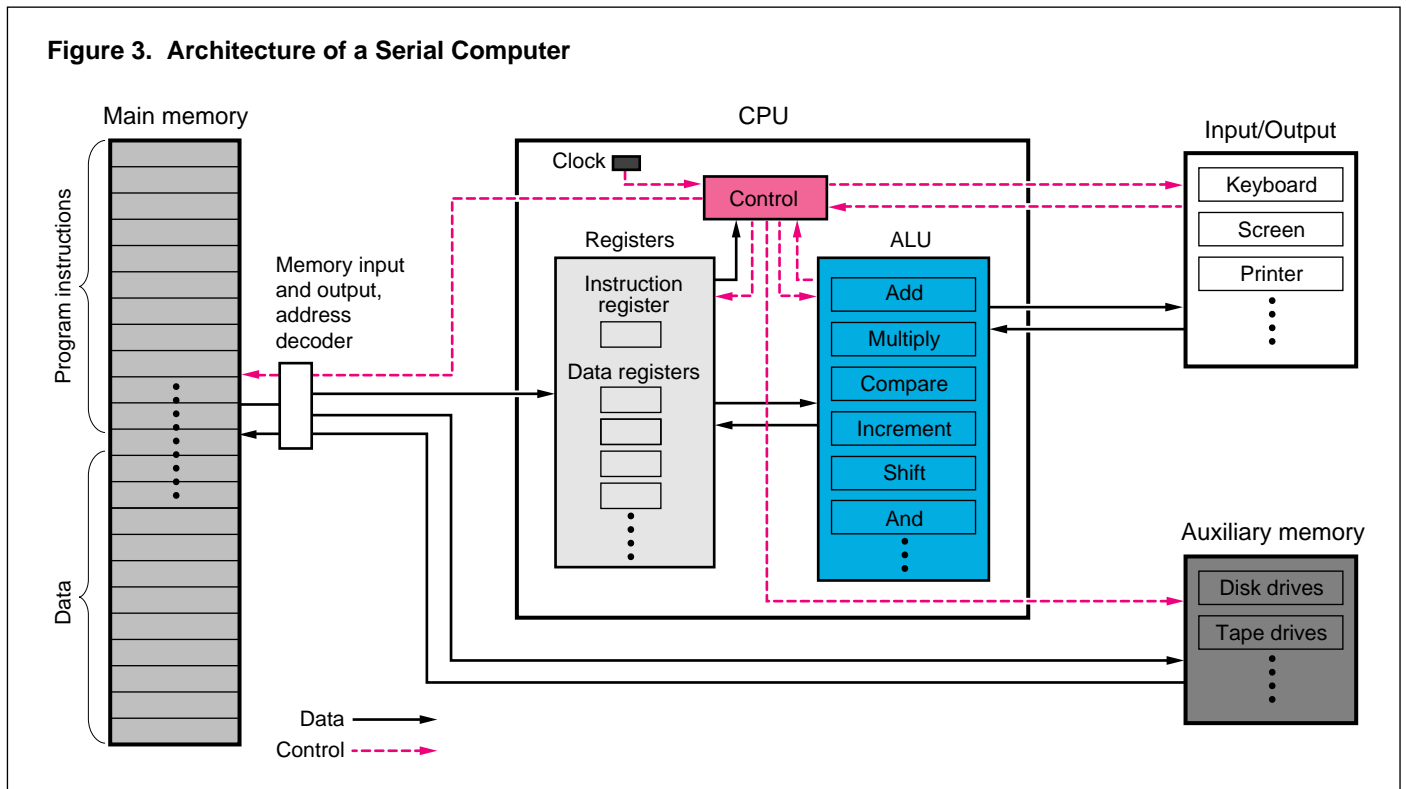 Figure 3. Architecture of a Serial Computer
Main memory
CPU
Input/Output
Clock
Control
Keyboard
Screen
Printer
Program instructions
Memory input
and output,
address
decoder
Registers
Instruction
register
Data registers
ALU
Add
Multiply
Compare
Increment
Shift
And
Auxiliary memory
Disk drives
Tape drives
Data
Data
Control